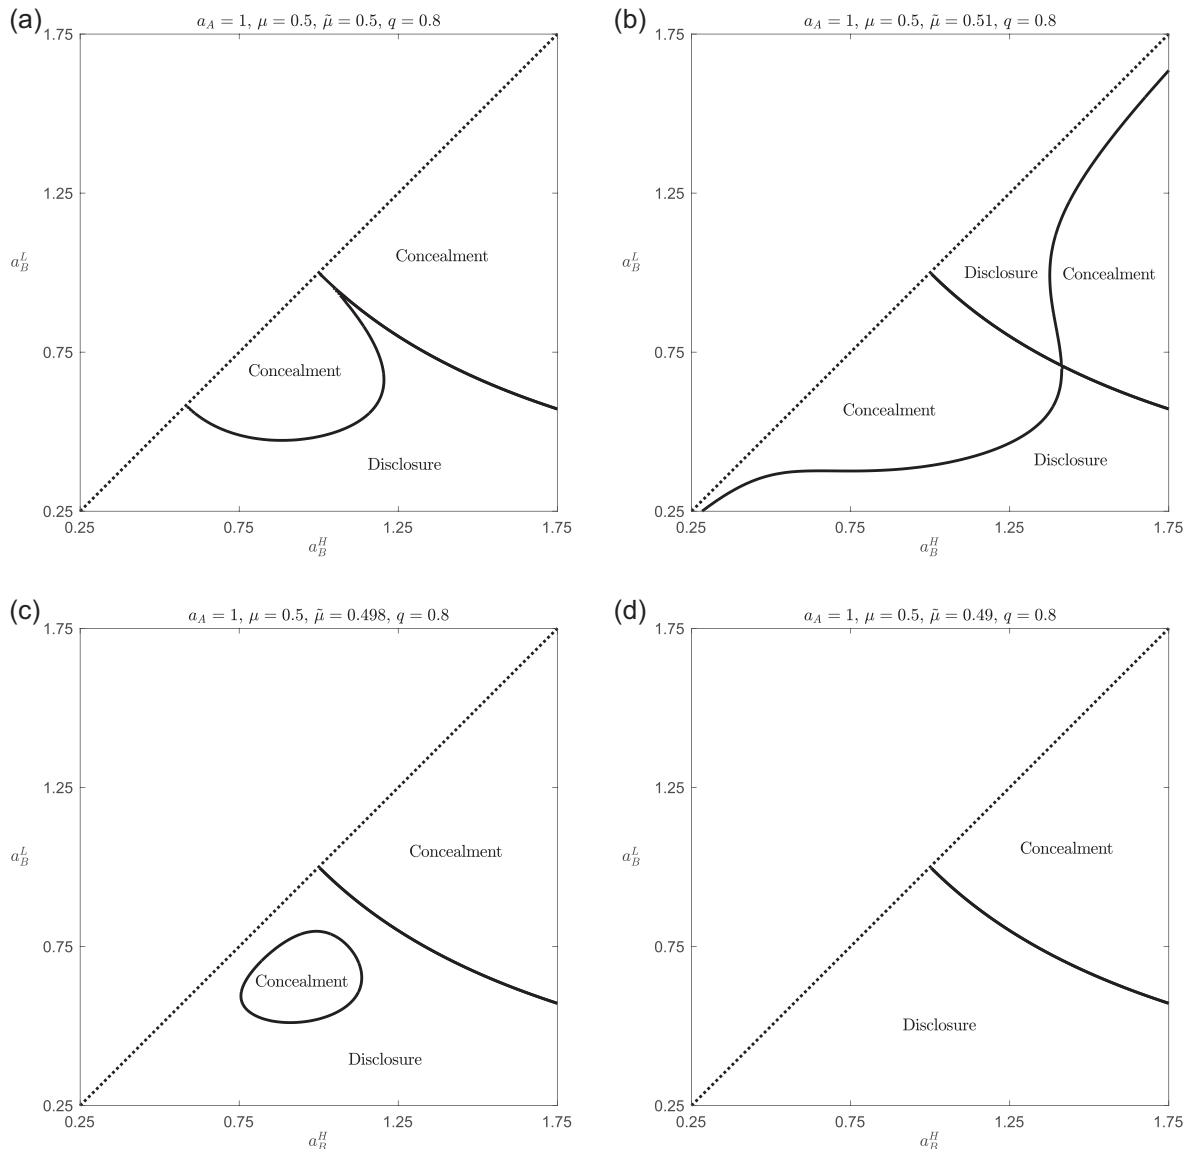 (a)
a_A = 1, μ = 0.5, μ̃ = 0.5, q = 0.8
1.75
1.25
a_B^L
0.75
0.25
Concealment
Concealment
Disclosure
0.25 0.75 1.25 1.75
a_B^H
(b)
a_A = 1, μ = 0.5, μ̃ = 0.51, q = 0.8
1.75
1.25
a_B^L
0.75
0.25
Disclosure Concealment
Concealment
Disclosure
0.25 0.75 1.25 1.75
a_B^H
(c)
a_A = 1, μ = 0.5, μ̃ = 0.498, q = 0.8
1.75
1.25
a_B^L
0.75
0.25
Concealment
Concealment
Disclosure
0.25 0.75 1.25 1.75
a_B^H
(d)
a_A = 1, μ = 0.5, μ̃ = 0.49, q = 0.8
1.75
1.25
a_B^L
0.75
0.25
Concealment
Disclosure
0.25 0.75 1.25 1.75
a_B^H